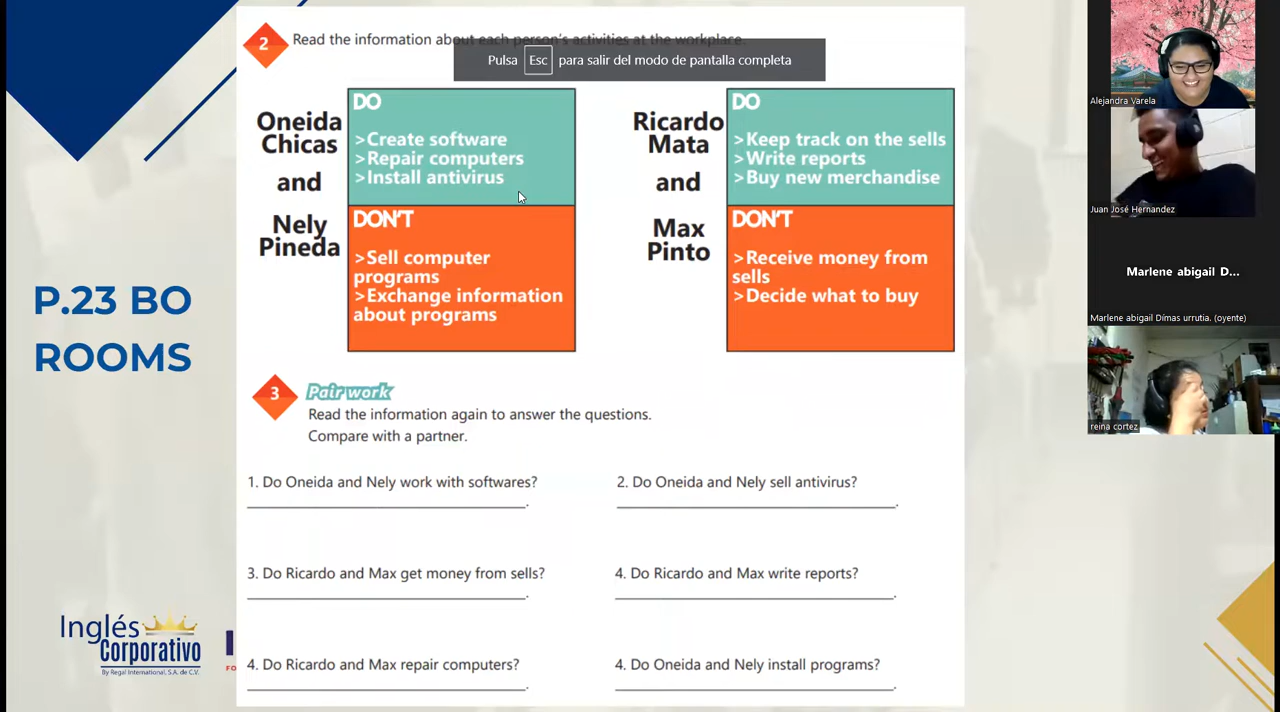 2
Read the information about each person's activities at the workplace.
Pulsa Esc para salir del modo de pantalla completa
Oneida
Chicas
and
Nely
Pineda
DO
>Create software
>Repair computers
>Install antivirus
DON'T
>Sell computer
programs
>Exchange information
about programs
Ricardo
Mata
and
Max
Pinto
DO
>Keep track on the sells
>Write reports
>Buy new merchandise
DON'T
>Receive money from
sells
>Decide what to buy
P.23 BO
ROOMS
3
Pair work
Read the information again to answer the questions.
Compare with a partner.
1. Do Oneida and Nely work with softwares?
2. Do Oneida and Nely sell antivirus?
3. Do Ricardo and Max get money from sells?
4. Do Ricardo and Max write reports?
4. Do Ricardo and Max repair computers?
4. Do Oneida and Nely install programs?
Inglés
Corporativo
By Regal International, S.A. de C.V.
Alejandra Varela
Juan José Hernandez
Marlene abigail D...
Marlene abigail Dímas urrutia. (oyente)
reina cortez